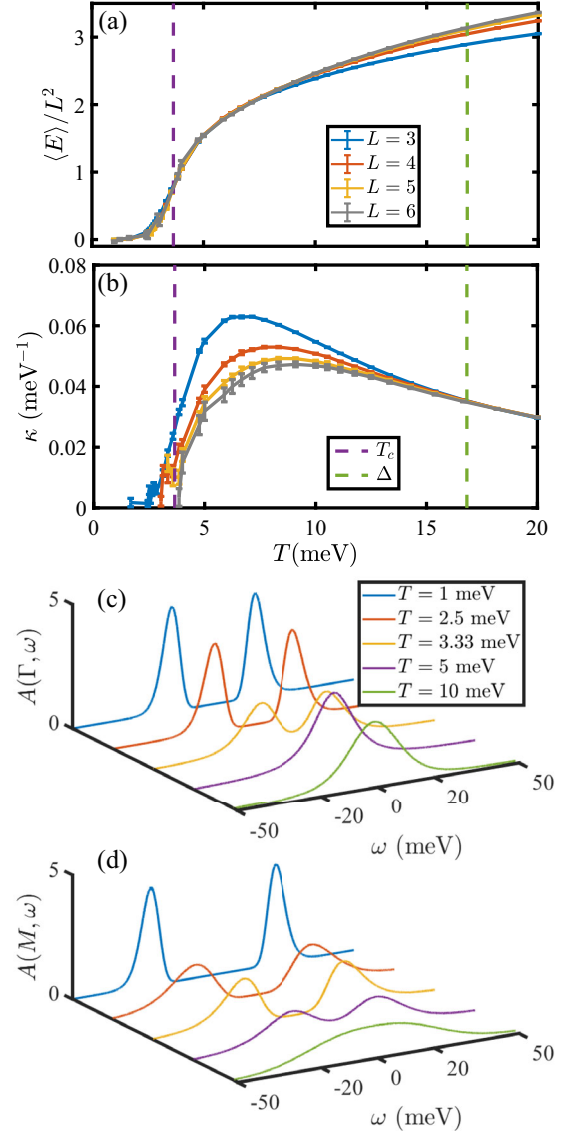 (a)
3
2
1
0
⟨E⟩/L²
L = 3
L = 4
L = 5
L = 6
(b)
0.08
0.06
0.04
0.02
0
κ (meV⁻¹)
T_c
Δ
0 5 10 15 20
T(meV)
(c)
5
0
A(Γ, ω)
T = 1 meV
T = 2.5 meV
T = 3.33 meV
T = 5 meV
T = 10 meV
-50 -20 0 20 50
ω (meV)
(d)
5
0
A(M, ω)
-50 -20 0 20 50
ω (meV)